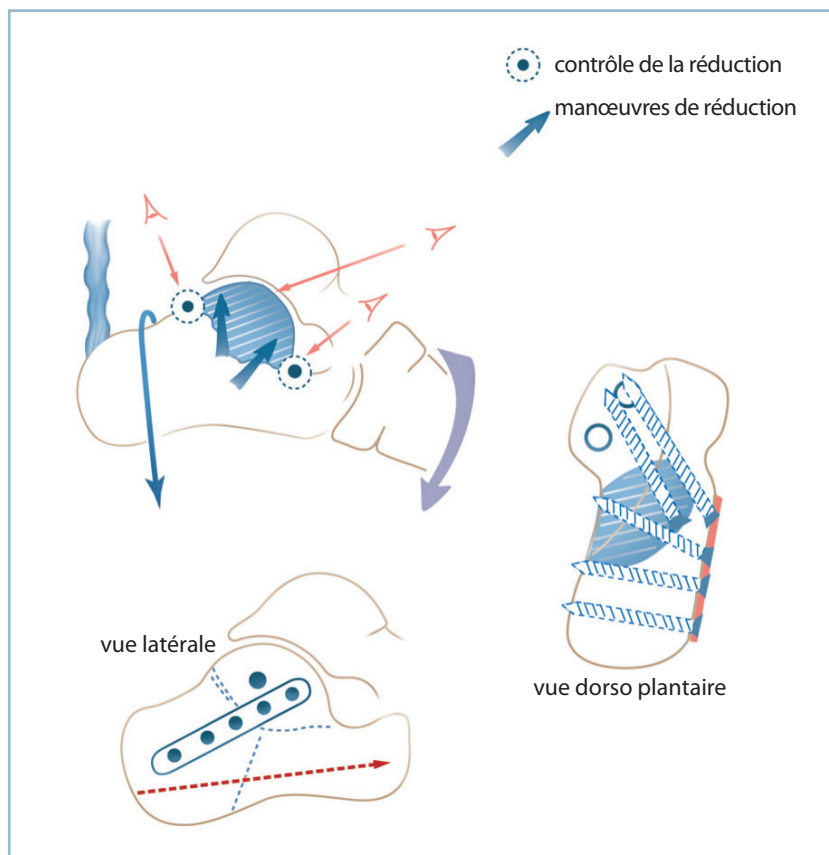 contrôle de la réduction
manœuvres de réduction
vue latérale
vue dorso plantaire